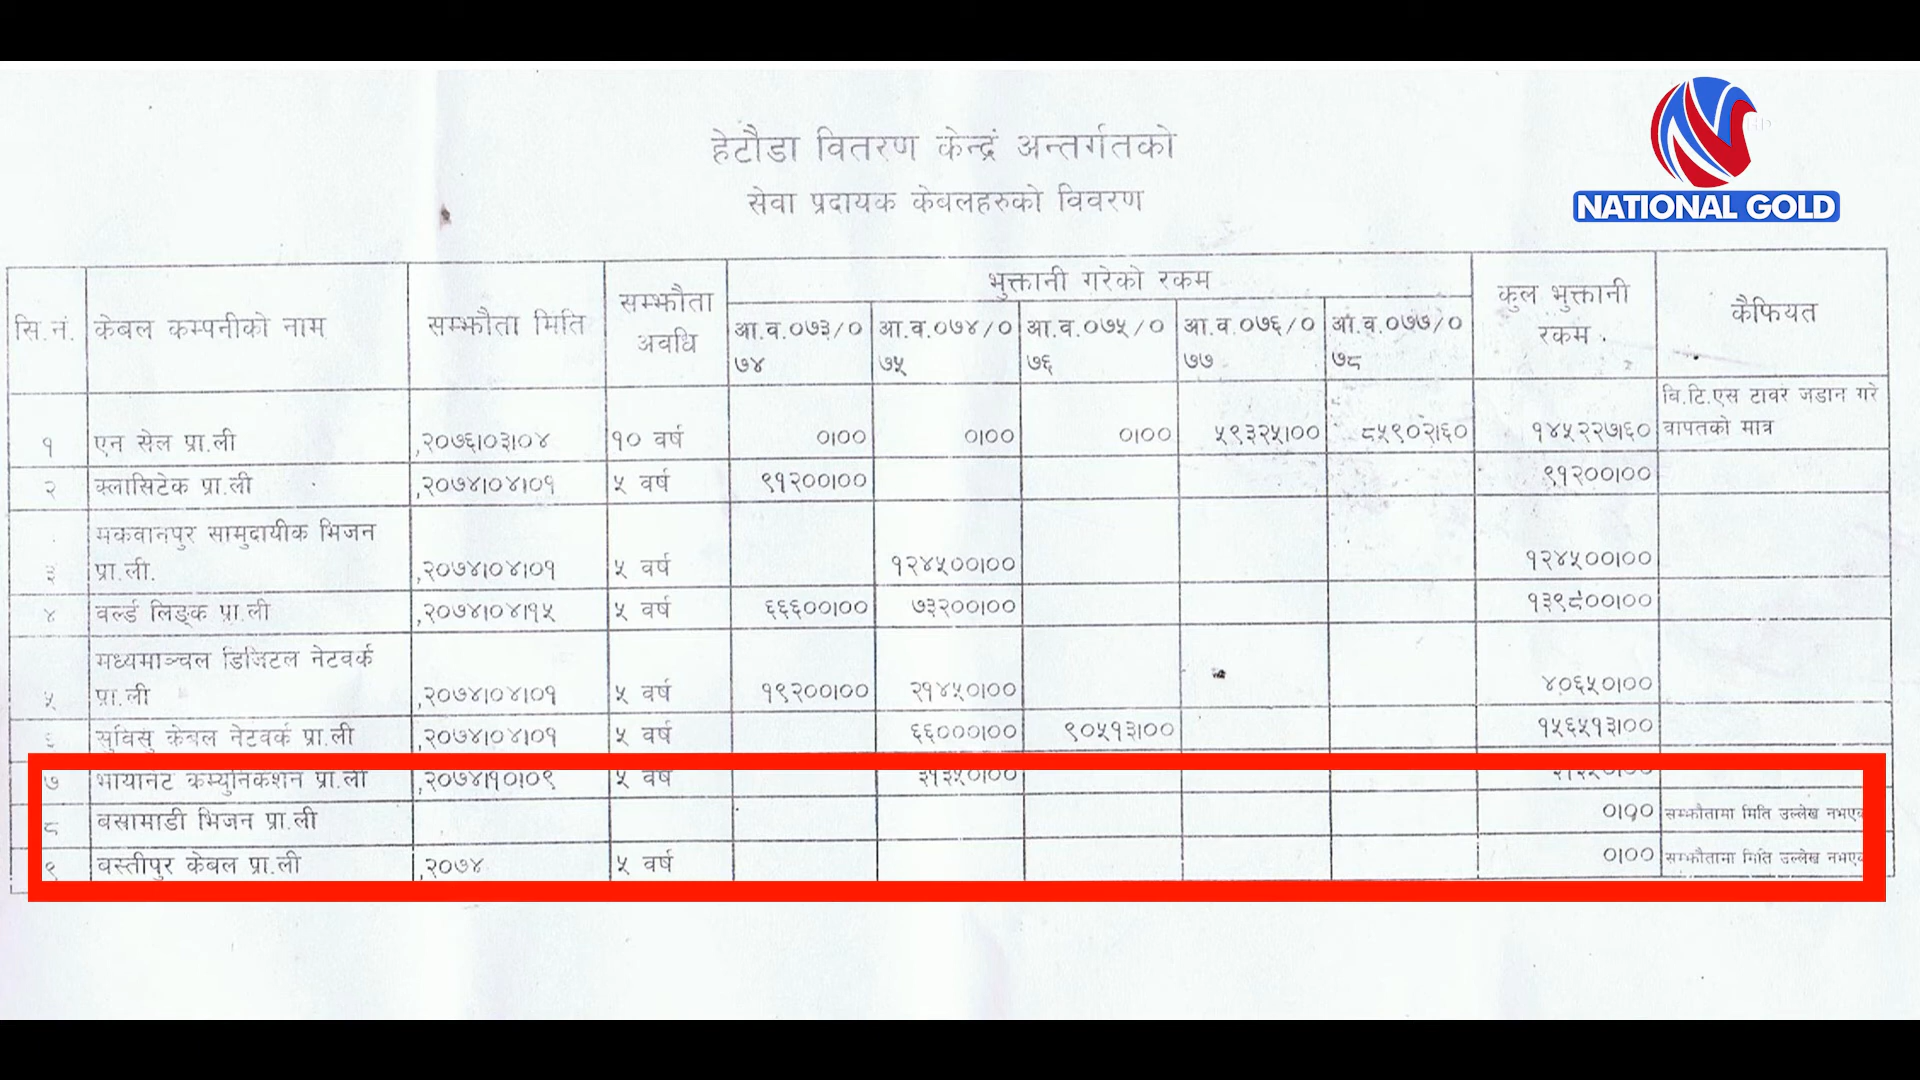 NATIONAL GOLD
हेटौडा वितरण केन्द्रं अन्तर्गतको
सेवा प्रदायक केवलहरुको विवरण
सि.नं. केबल कम्पनीको नाम सम्झौता मिति सम्झौता अवधि भुक्तानी गरेको रकम कुल भुक्तानी रकम कैफियत
आ.व.०७३/०७४ आ.व.०७४/०७५ आ.व.०७५/०७६ आ.व.०७६/०७७ आ.व.०७७/०७८
१ एन सेल प्रा.ली ,२०७६।०३।०४ १० वर्ष ०।०० ०।०० ०।०० ५९३२५।०० ८५९०२।६० १४५२२७।६० वि.टि.एस टावर जडान गरे वापतको मात्र
२ क्लासिटेक प्रा.ली ,२०७४।०४।०१ ५ वर्ष ९१२००।०० ९१२००।००
३ मकवानपुर सामुदायीक भिजन प्रा.ली. ,२०७४।०४।०१ ५ वर्ष १२४५००।०० १२४५००।००
४ वर्ल्ड लिङ्क प्रा.ली ,२०७४।०४।१५ ५ वर्ष ६६६००।०० ७३२००।०० १३९८००।००
५ मध्यमाञ्चल डिजिटल नेटवर्क प्रा.ली ,२०७४।०४।०१ ५ वर्ष १९२००।०० २१४५०।०० ४०६५०।००
६ सुविसु केबल नेटवर्क प्रा.ली ,२०७४।०४।०१ ५ वर्ष ६६०००।०० ९०५१३।०० १५६५१३।००
७ भायानेट कम्युनिकेशन प्रा.ली ,२०७४।१०।०९ ५ वर्ष ३१३५०।००
८ बस्रामाडी भिजन प्रा.ली ०।७० सम्झौतामा मिति उल्लेख
९ वस्तीपुर केबल प्रा.ली ,२०७४ ५ वर्ष ०।०० सम्झौतामा मिति उल्लेख